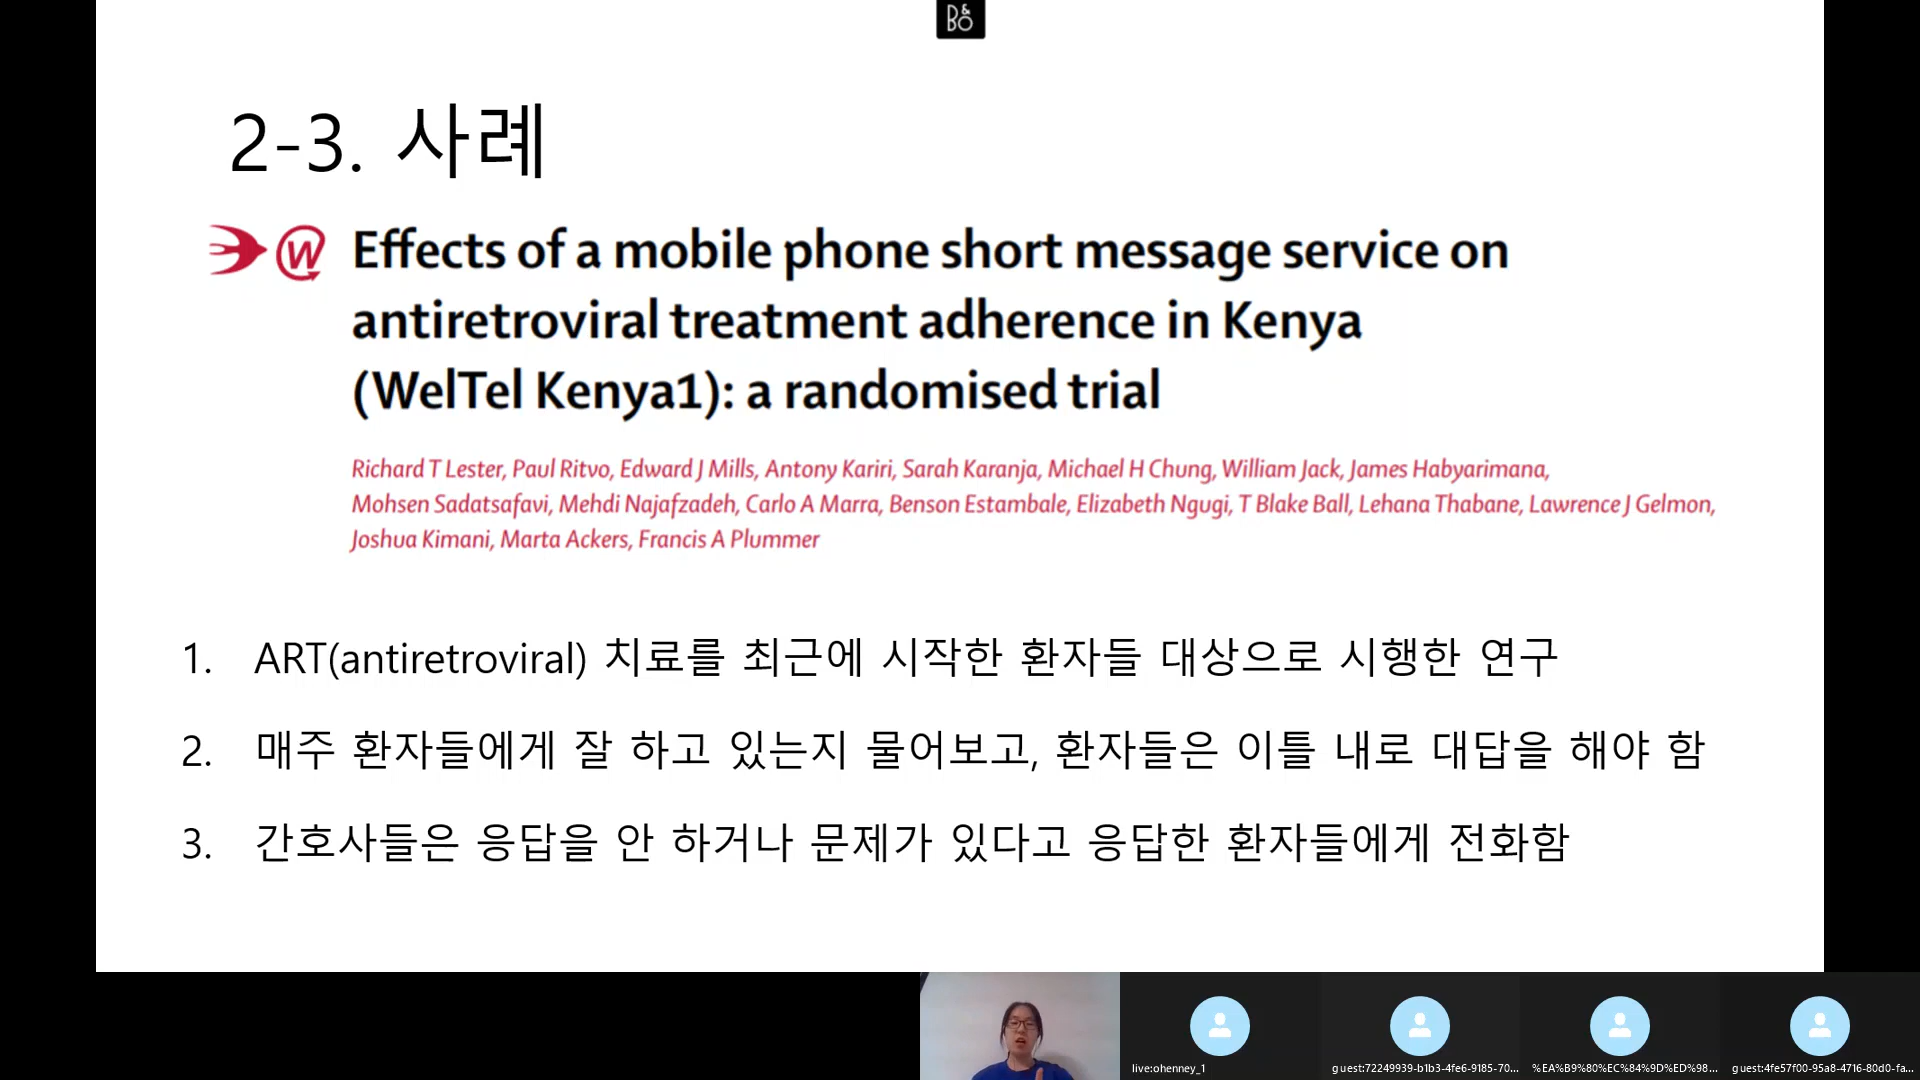 B&O
2-3. 사례
W
Effects of a mobile phone short message service on
antiretroviral treatment adherence in Kenya
(WelTel Kenya1): a randomised trial
Richard T Lester, Paul Ritvo, Edward J Mills, Antony Kariri, Sarah Karanja, Michael H Chung, William Jack, James Habyarimana,
Mohsen Sadatsafavi, Mehdi Najafzadeh, Carlo A Marra, Benson Estambale, Elizabeth Ngugi, T Blake Ball, Lehana Thabane, Lawrence J Gelmon,
Joshua Kimani, Marta Ackers, Francis A Plummer
1. ART(antiretroviral) 치료를 최근에 시작한 환자들 대상으로 시행한 연구
2. 매주 환자들에게 잘 하고 있는지 물어보고, 환자들은 이틀 내로 대답을 해야 함
3. 간호사들은 응답을 안 하거나 문제가 있다고 응답한 환자들에게 전화함
live:ohenney_1
guest:72249939-b1b3-4fe6-9185-70...
%EA%B9%80%EC%84%9D%ED%98...
guest:4fe57f00-95a8-4716-80d0-fa...